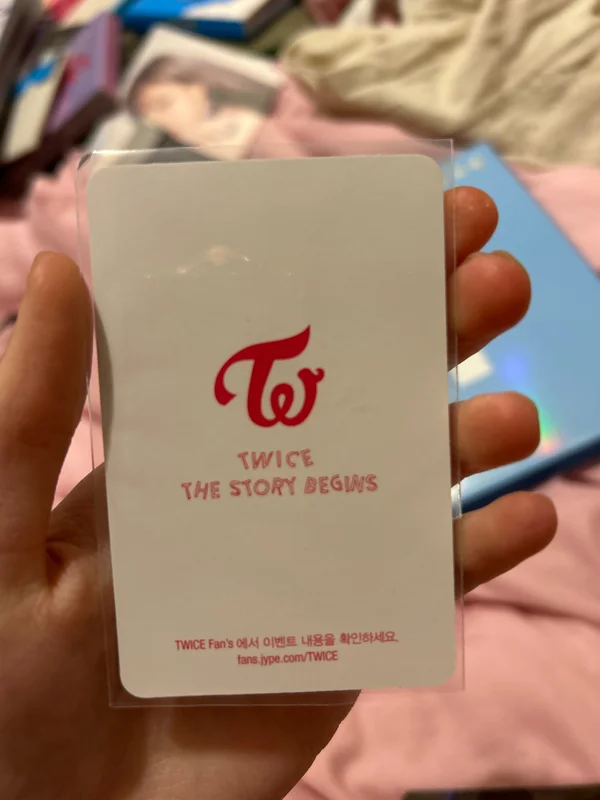 TW
TWICE
THE STORY BEGINS
TWICE Fan's 에서 이벤트 내용을 확인하세요.
fans.jype.com/TWICE